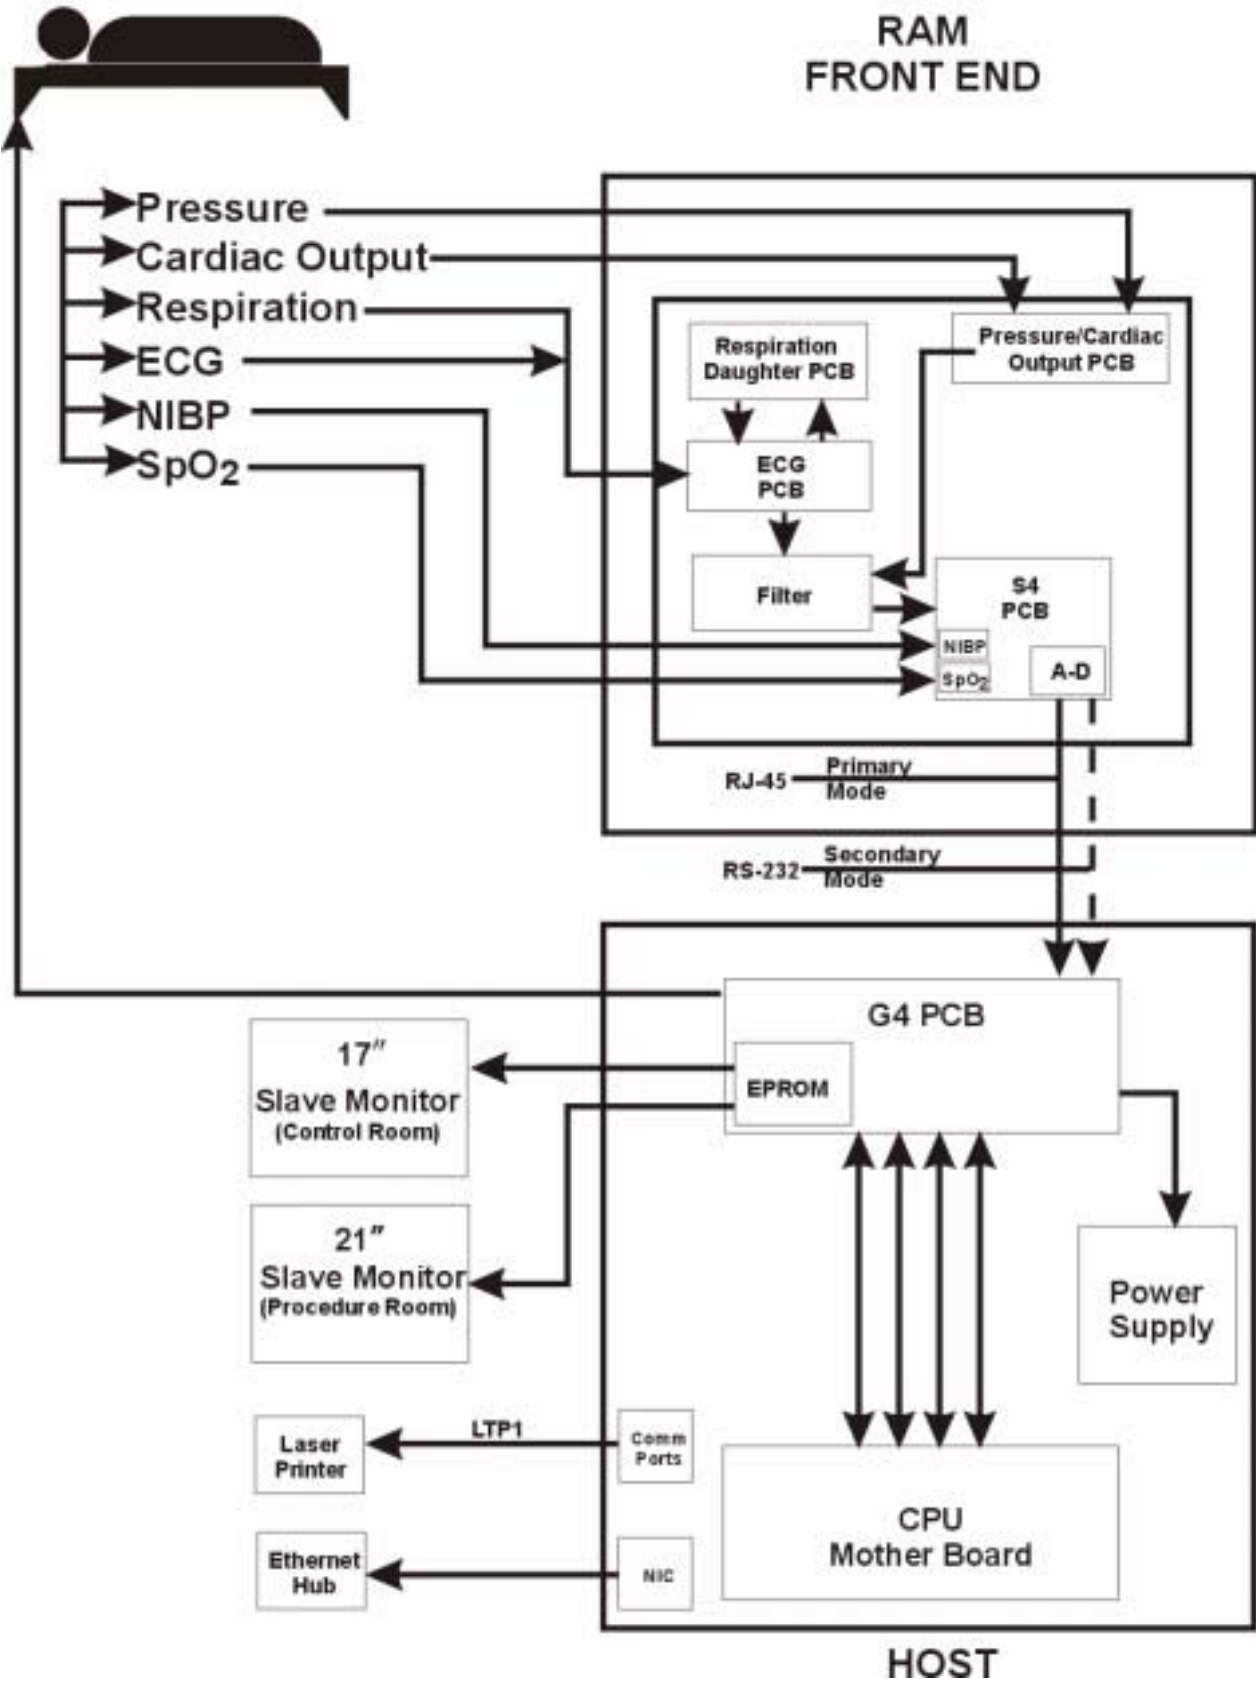 RAM
FRONT END
Pressure
Cardiac Output
Respiration
ECG
NIBP
SpO2
Respiration
Daughter PCB
Pressure/Cardiac
Output PCB
ECG
PCB
Filter
S4
PCB
NIBP
SpO2
A-D
RJ-45
Primary
Mode
RS-232
Secondary
Mode
G4 PCB
EPROM
17"
Slave Monitor
(Control Room)
21"
Slave Monitor
(Procedure Room)
Power
Supply
LTP1
Laser
Printer
Comm
Ports
CPU
Mother Board
Ethernet
Hub
NIC
HOST